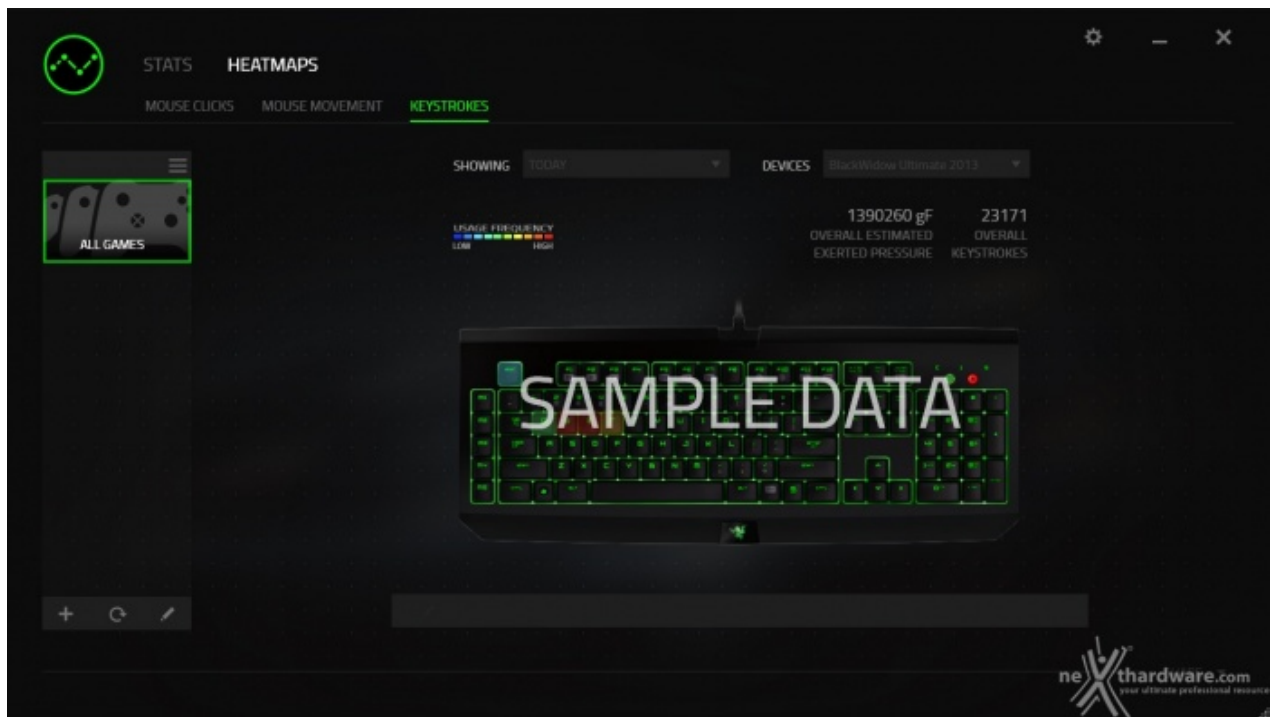 STATS HEATMAPS
MOUSE CLICKS MOUSE MOVEMENT KEYSTROKES
SHOWING TODAY DEVICES BlackWidow Ultimate 2013
ALL GAMES
USAGE FREQUENCY
LOW HIGH
1390260 gF 23171
OVERALL ESTIMATED OVERALL
EXERTED PRESSURE KEYSTROKES
SAMPLE DATA
nexthardware.com
your ultimate professional resource